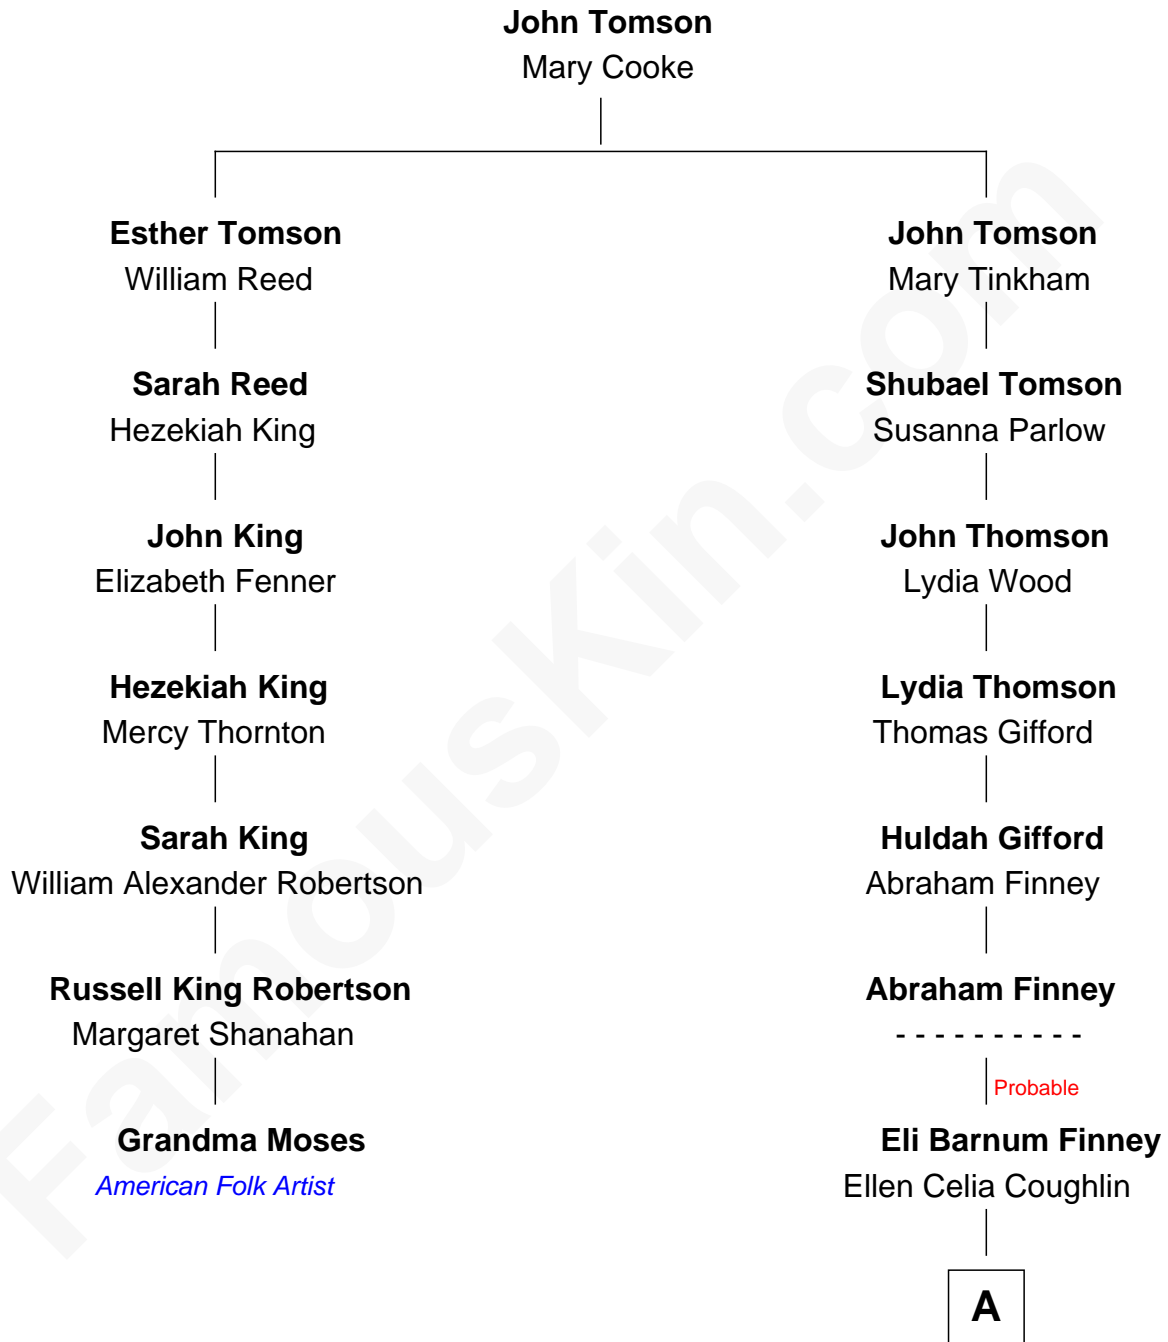 John Tomson
Mary Cooke
Esther Tomson
William Reed
John Tomson
Mary Tinkham
Sarah Reed
Hezekiah King
Shubael Tomson
Susanna Parlow
John King
Elizabeth Fenner
John Thomson
Lydia Wood
Hezekiah King
Mercy Thornton
Lydia Thomson
Thomas Gifford
Sarah King
William Alexander Robertson
Huldah Gifford
Abraham Finney
Russell King Robertson
Margaret Shanahan
Abraham Finney
- - - - - - - - - -
Probable
Grandma Moses
American Folk Artist
Eli Barnum Finney
Ellen Celia Coughlin
A
FamousKin.com